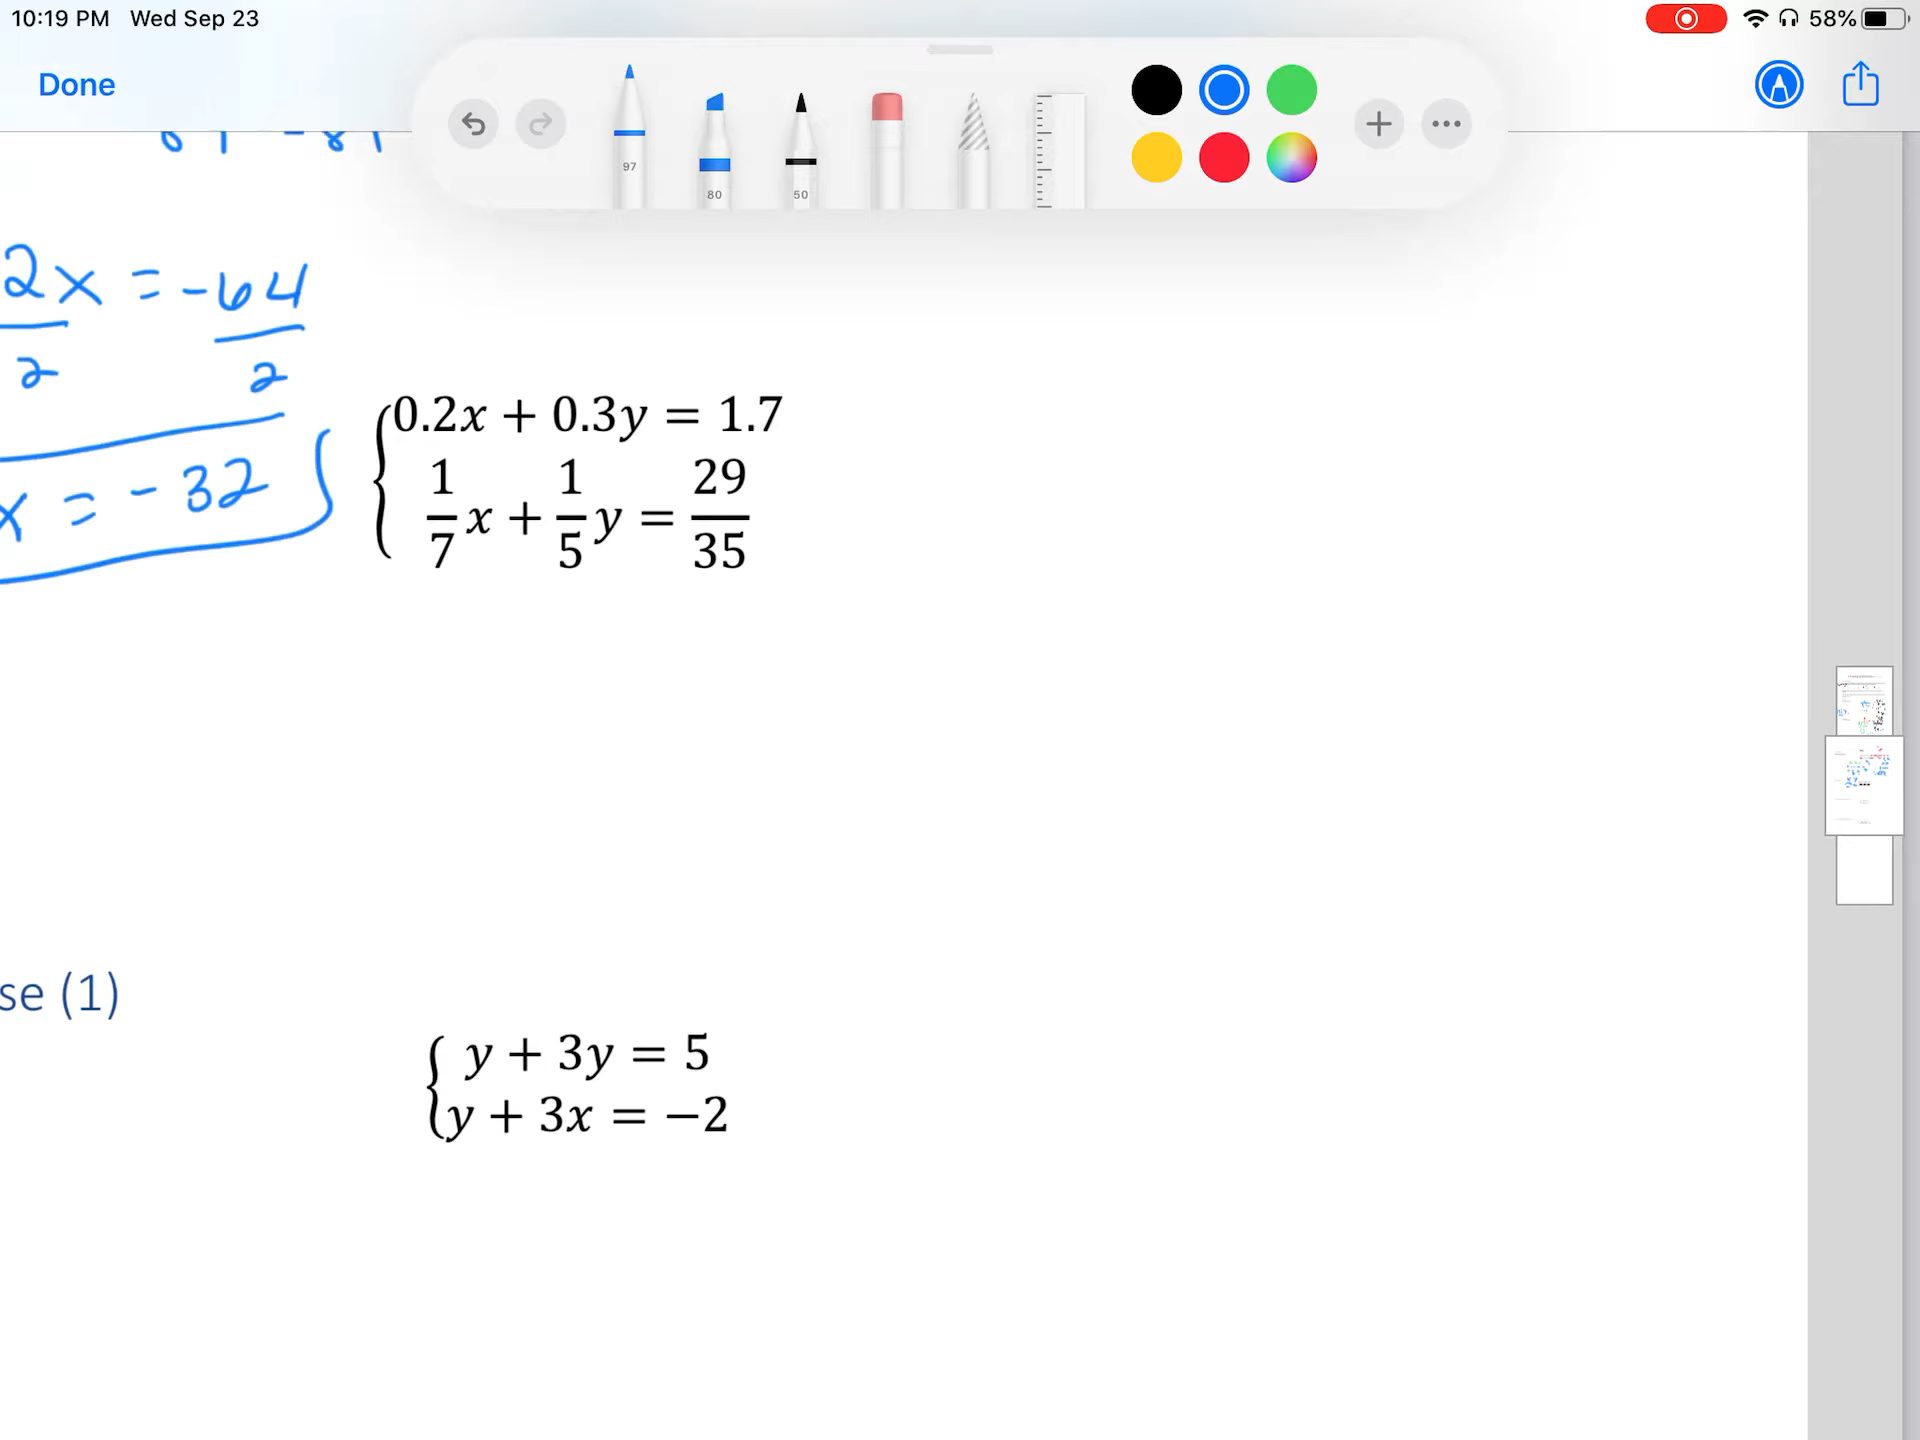 10:19 PM Wed Sep 23
58%
Done
97
80
50
2x = -64
2 2
x = -32
0.2x + 0.3y = 1.7
1/7 x + 1/5 y = 29/35
se (1)
y + 3y = 5
y + 3x = −2